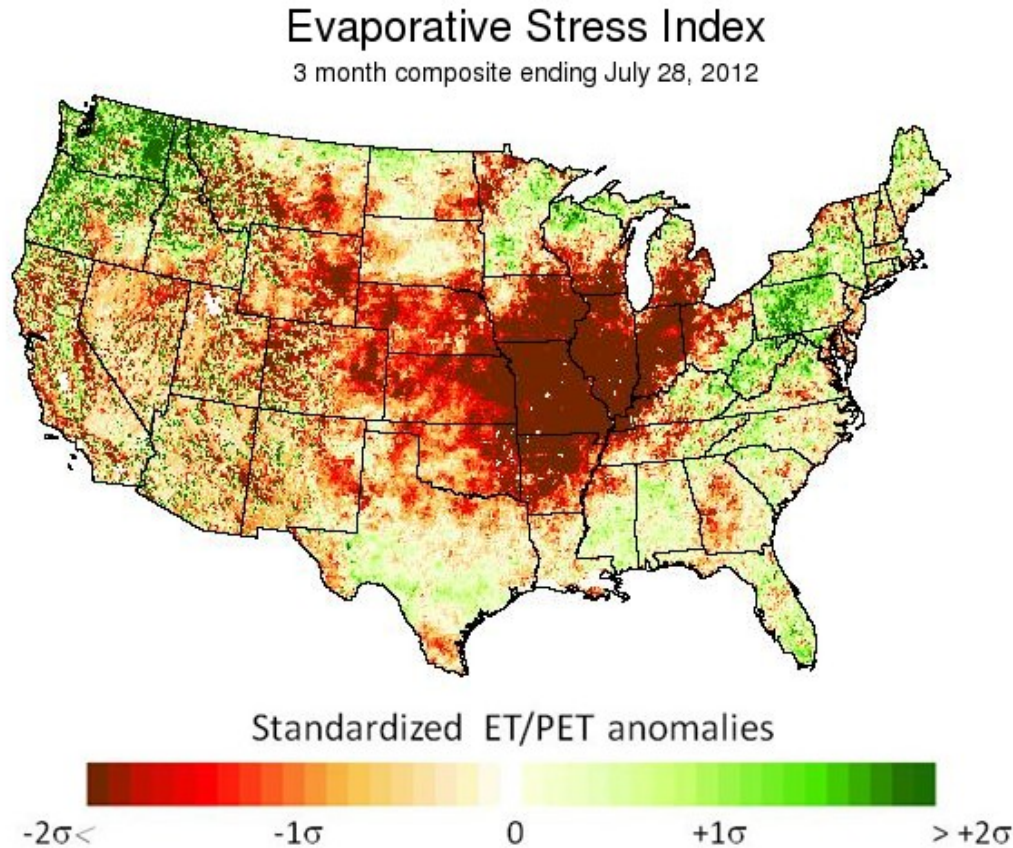 Evaporative Stress Index
3 month composite ending July 28, 2012
Standardized ET/PET anomalies
-2σ< -1σ 0 +1σ > +2σ